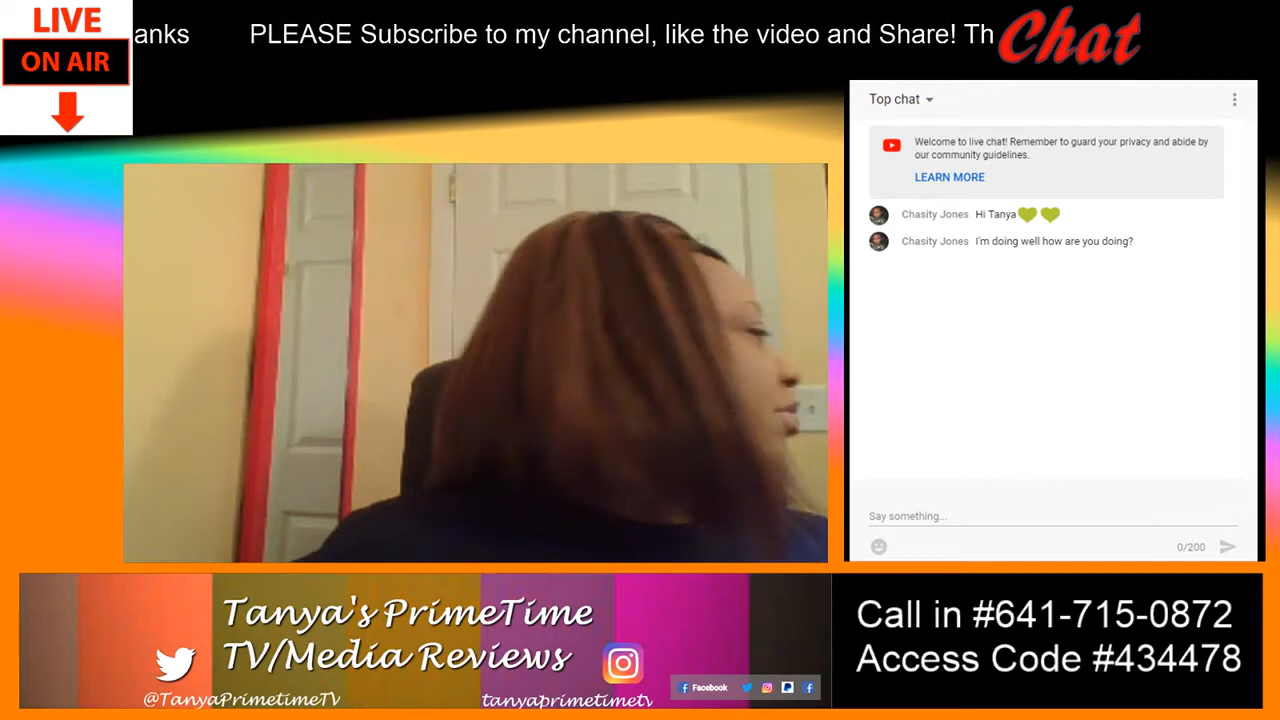 LIVE
ON AIR
anks PLEASE Subscribe to my channel, like the video and Share! Th
Chat
Top chat
Welcome to live chat! Remember to guard your privacy and abide by
our community guidelines.
LEARN MORE
Chasity Jones Hi Tanya
Chasity Jones I'm doing well how are you doing?
Say something...
0/200
Tanya's PrimeTime
TV/Media Reviews
@TanyaPrimetimeTV
tanyaprimetimetv
Facebook
Call in #641-715-0872
Access Code #434478